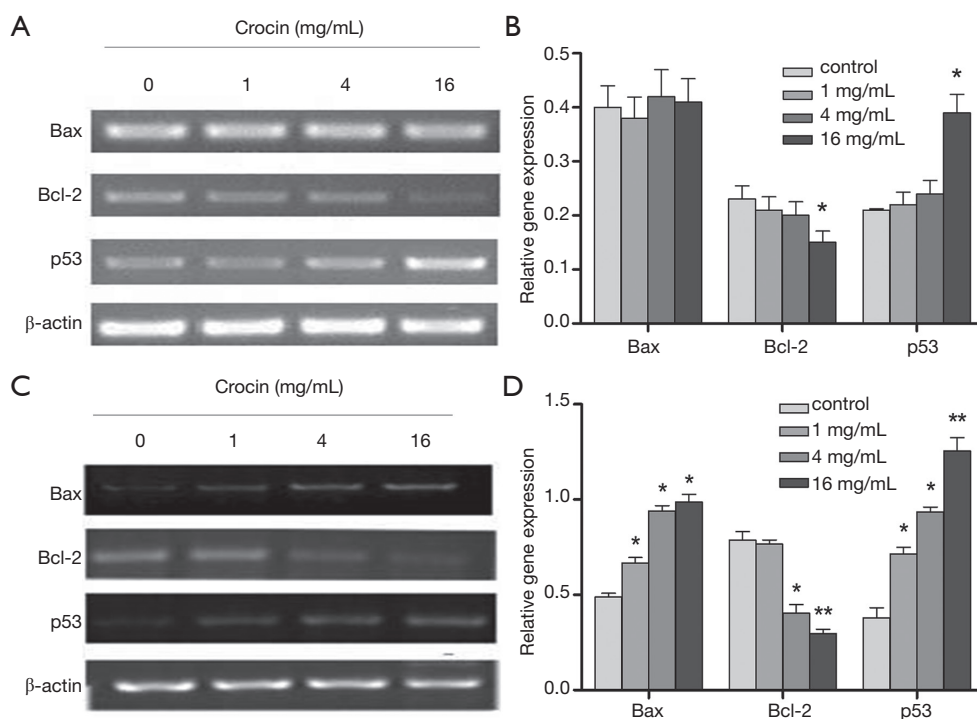 A
Crocin (mg/mL)
0 1 4 16
Bax
Bcl-2
p53
β-actin
B
Relative gene expression
0.4
0.3
0.2
0.1
0.0
control
1 mg/mL
4 mg/mL
16 mg/mL
*
*
Bax Bcl-2 p53
C
Crocin (mg/mL)
0 1 4 16
Bax
Bcl-2
p53
β-actin
D
Relative gene expression
1.5
1.0
0.5
0.0
control
1 mg/mL
4 mg/mL
16 mg/mL
* * *
* **
* * **
Bax Bcl-2 p53